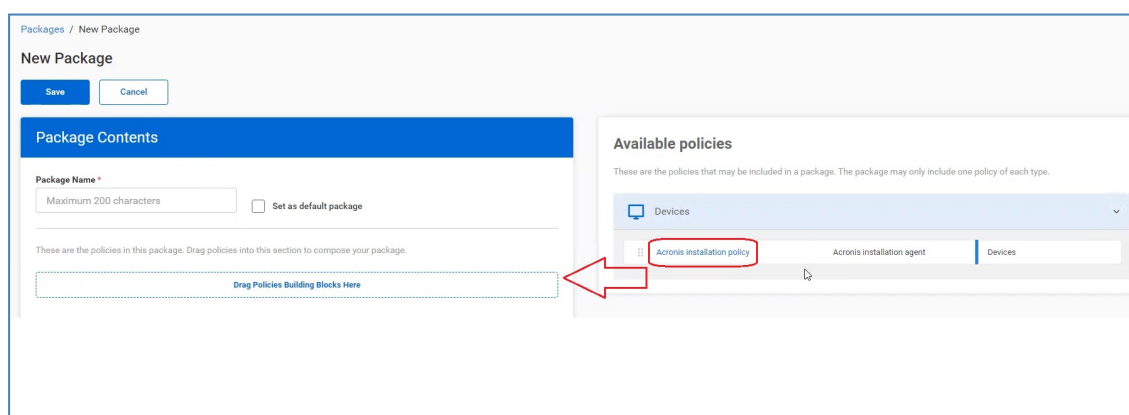 Packages / New Package
New Package
Save
Cancel
Package Contents
Package Name *
Maximum 200 characters
Set as default package
These are the policies in this package. Drag policies into this section to compose your package.
Drag Policies Building Blocks Here
Available policies
These are the policies that may be included in a package. The package may only include one policy of each type.
Devices
Acronis installation policy
Acronis installation agent
Devices